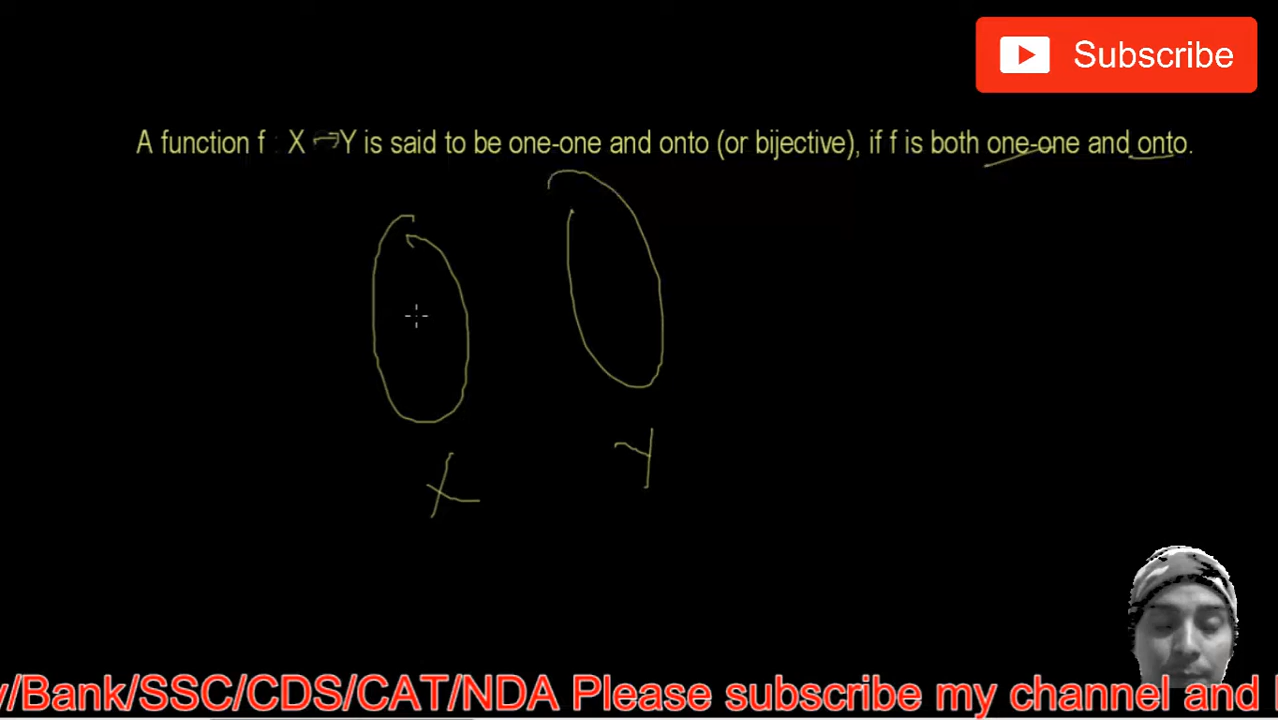 Subscribe
A function f : X → Y is said to be one-one and onto (or bijective), if f is both one-one and onto.
X
Y
y/Bank/SSC/CDS/CAT/NDA Please subscribe my channel and